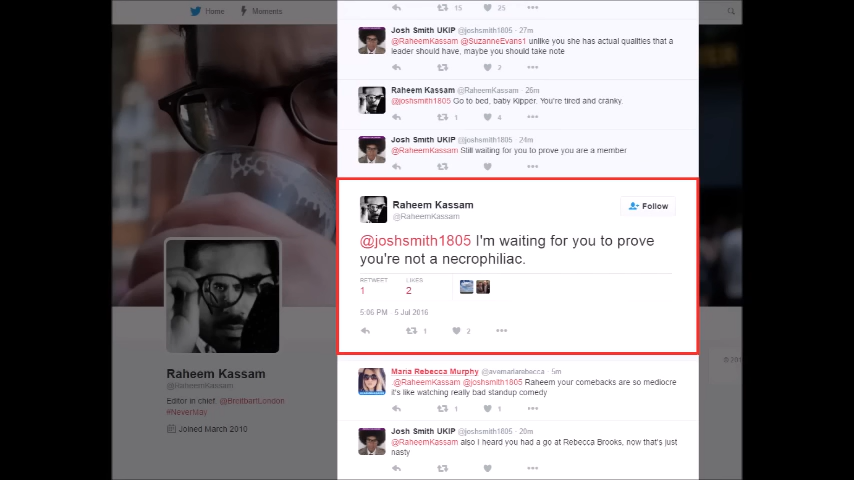 Home Moments
15 25
Josh Smith UKIP @joshsmith1805 · 27m
@RaheemKassam @SuzanneEvans1 unlike you she has actual qualities that a
leader should have, maybe you should take note
2
Raheem Kassam @RaheemKassam · 26m
@joshsmith1805 Go to bed, baby Kipper. You're tired and cranky.
1 4
Josh Smith UKIP @joshsmith1805 · 24m
@RaheemKassam Still waiting for you to prove you are a member
Raheem Kassam
@RaheemKassam
Follow
@joshsmith1805 I'm waiting for you to prove
you're not a necrophiliac.
RETWEET LIKES
1 2
5:06 PM · 5 Jul 2016
1 2
Maria Rebecca Murphy @avemariarebecca · 5m
.@RaheemKassam @joshsmith1805 Raheem your comebacks are so mediocre
it's like watching really bad standup comedy
1 1
Josh Smith UKIP @joshsmith1805 · 20m
@RaheemKassam also I heard you had a go at Rebecca Brooks, now that's just
nasty
Raheem Kassam
@RaheemKassam
Editor in chief, @BreitbartLondon
#NeverMay
Joined March 2010